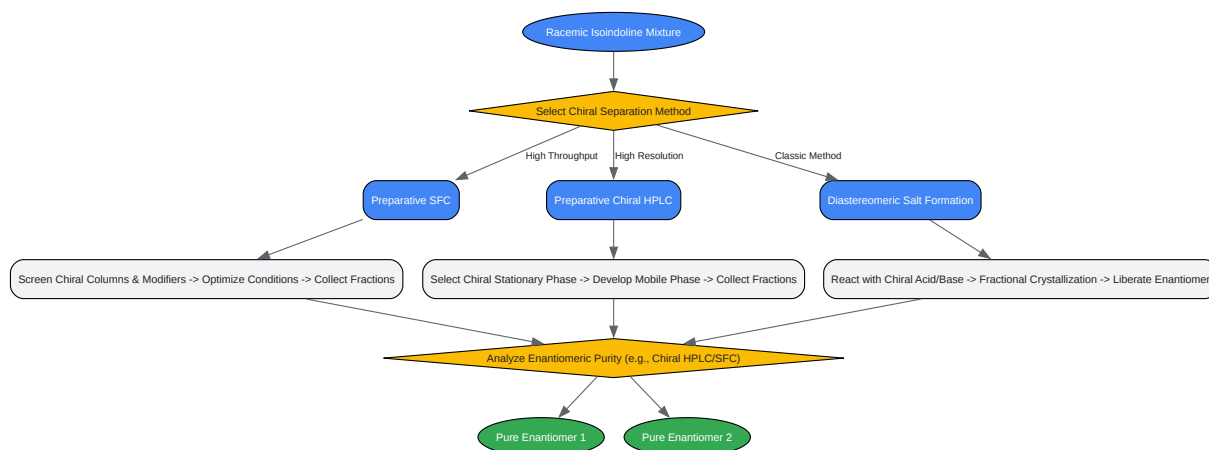 Racemic Isoindoline Mixture
Select Chiral Separation Method
High Throughput
High Resolution
Classic Method
Preparative SFC
Preparative Chiral HPLC
Diastereomeric Salt Formation
Screen Chiral Columns & Modifiers -> Optimize Conditions -> Collect Fractions
Select Chiral Stationary Phase -> Develop Mobile Phase -> Collect Fractions
React with Chiral Acid/Base -> Fractional Crystallization -> Liberate Enantiomer
Analyze Enantiomeric Purity (e.g., Chiral HPLC/SFC)
Pure Enantiomer 1
Pure Enantiomer 2